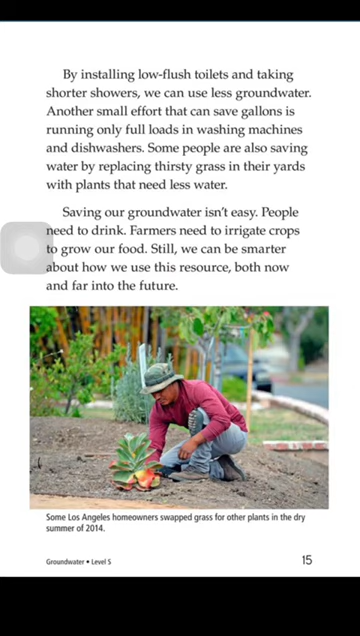 By installing low-flush toilets and taking
shorter showers, we can use less groundwater.
Another small effort that can save gallons is
running only full loads in washing machines
and dishwashers. Some people are also saving
water by replacing thirsty grass in their yards
with plants that need less water.
Saving our groundwater isn't easy. People
need to drink. Farmers need to irrigate crops
to grow our food. Still, we can be smarter
about how we use this resource, both now
and far into the future.
Some Los Angeles homeowners swapped grass for other plants in the dry
summer of 2014.
Groundwater • Level S 15